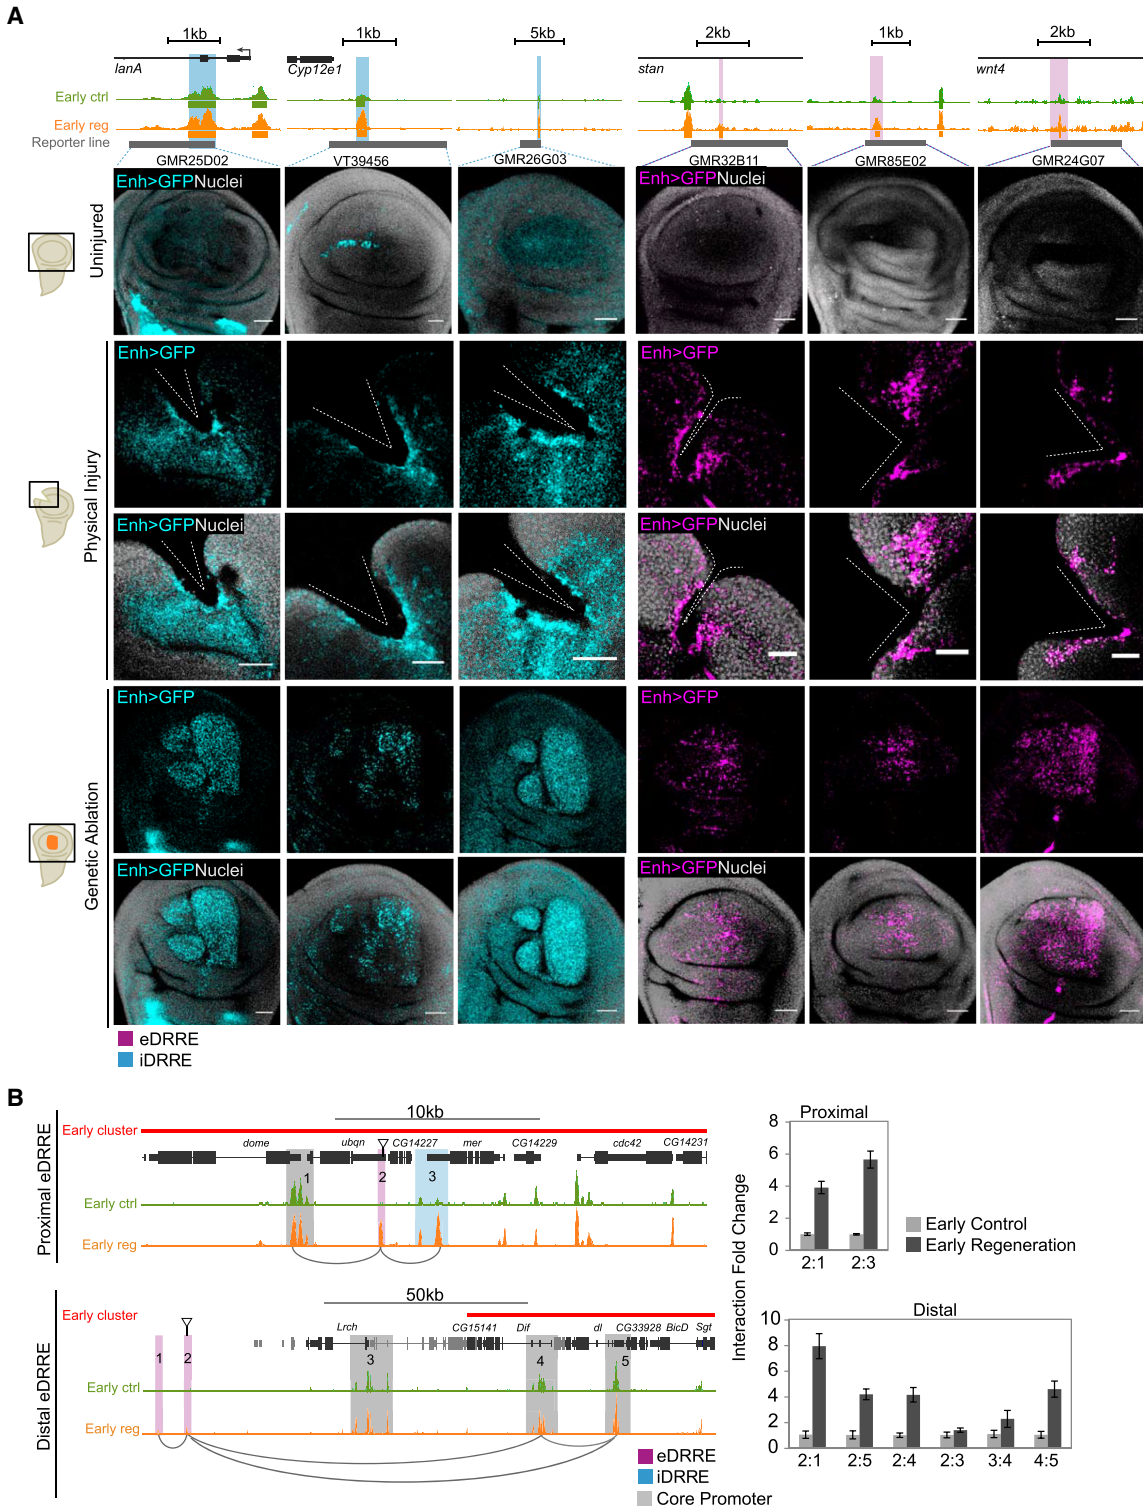 A
1kb
1kb
5kb
2kb
1kb
2kb
lanA
Cyp12e1
stan
wnt4
Early ctrl
Early reg
Reporter line
GMR25D02
VT39456
GMR26G03
GMR32B11
GMR85E02
GMR24G07
Uninjured
Enh>GFPNuclei
Enh>GFPNuclei
Physical Injury
Enh>GFP
Enh>GFP
Enh>GFPNuclei
Enh>GFPNuclei
Genetic Ablation
Enh>GFP
Enh>GFP
Enh>GFPNuclei
Enh>GFPNuclei
eDRRE
iDRRE
B
Proximal eDRRE
10kb
Early cluster
dome
ubqn
CG14227
mer
CG14229
cdc42
CG14231
1
2
3
Early ctrl
Early reg
Distal eDRRE
50kb
Early cluster
Lrch
CG15141
Dif
dl
CG33928
BicD
Sgt
1
2
3
4
5
Early ctrl
Early reg
eDRRE
iDRRE
Core Promoter
Interaction Fold Change
Proximal
8
6
4
2
0
2:1
2:3
Early Control
Early Regeneration
Distal
10
8
6
4
2
0
2:1
2:5
2:4
2:3
3:4
4:5